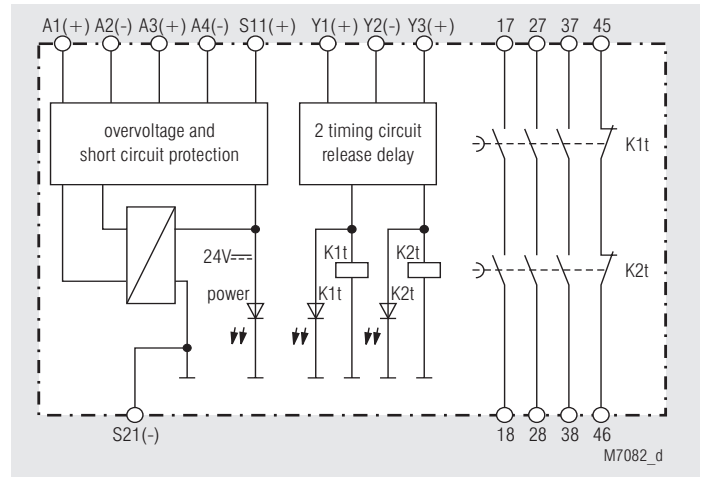 A1(+) A2(-) A3(+) A4(-) S11(+) Y1(+) Y2(-) Y3(+) 17 27 37 45
overvoltage and
short circuit protection
2 timing circuit
release delay
K1t
24V
K1t
K2t
K2t
power
K1t
K2t
S21(-)
18 28 38 46
M7082_d